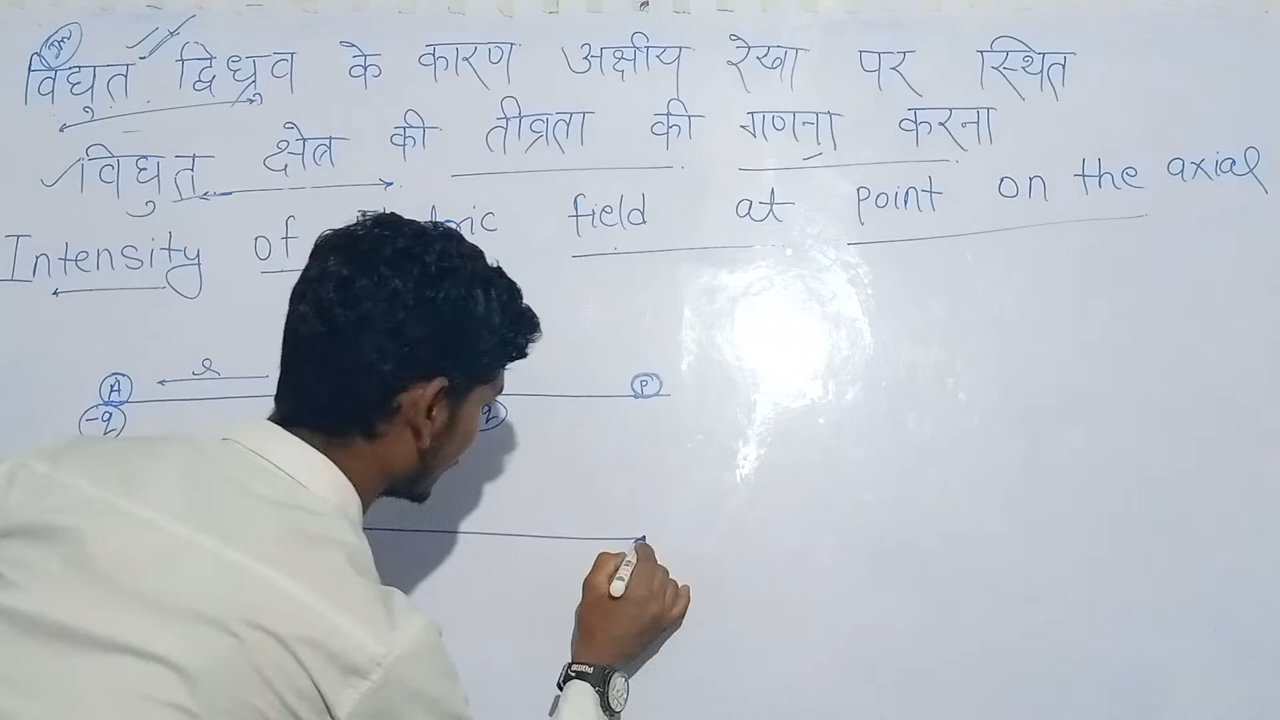 विद्युत द्विध्रुव के कारण अक्षीय रेखा पर स्थित
विद्युत क्षेत्र की तीव्रता की गणना करना
Intensity of field at point on the axial
l
A P
-q q